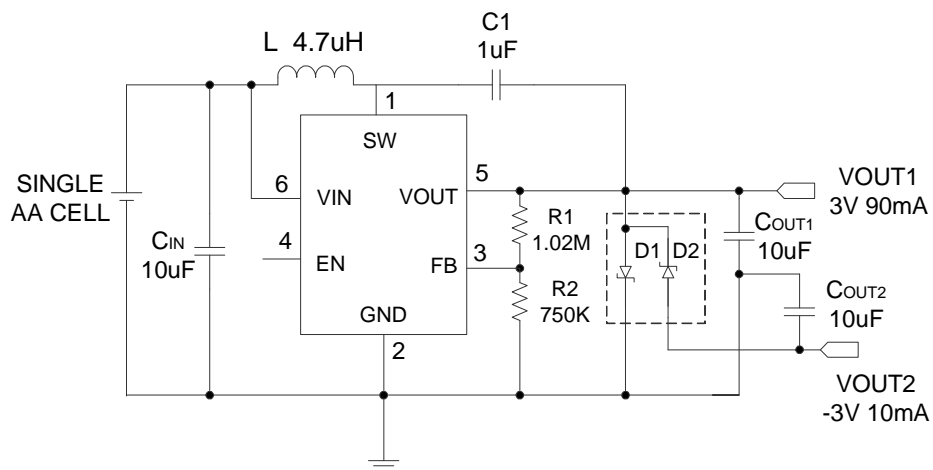 C1
1uF
L 4.7uH
1
SW
SINGLE
AA CELL
CIN
10uF
6
VIN
VOUT
5
4
EN
FB
3
GND
2
R1
1.02M
R2
750K
D1
D2
COUT1
10uF
COUT2
10uF
VOUT1
3V 90mA
VOUT2
-3V 10mA